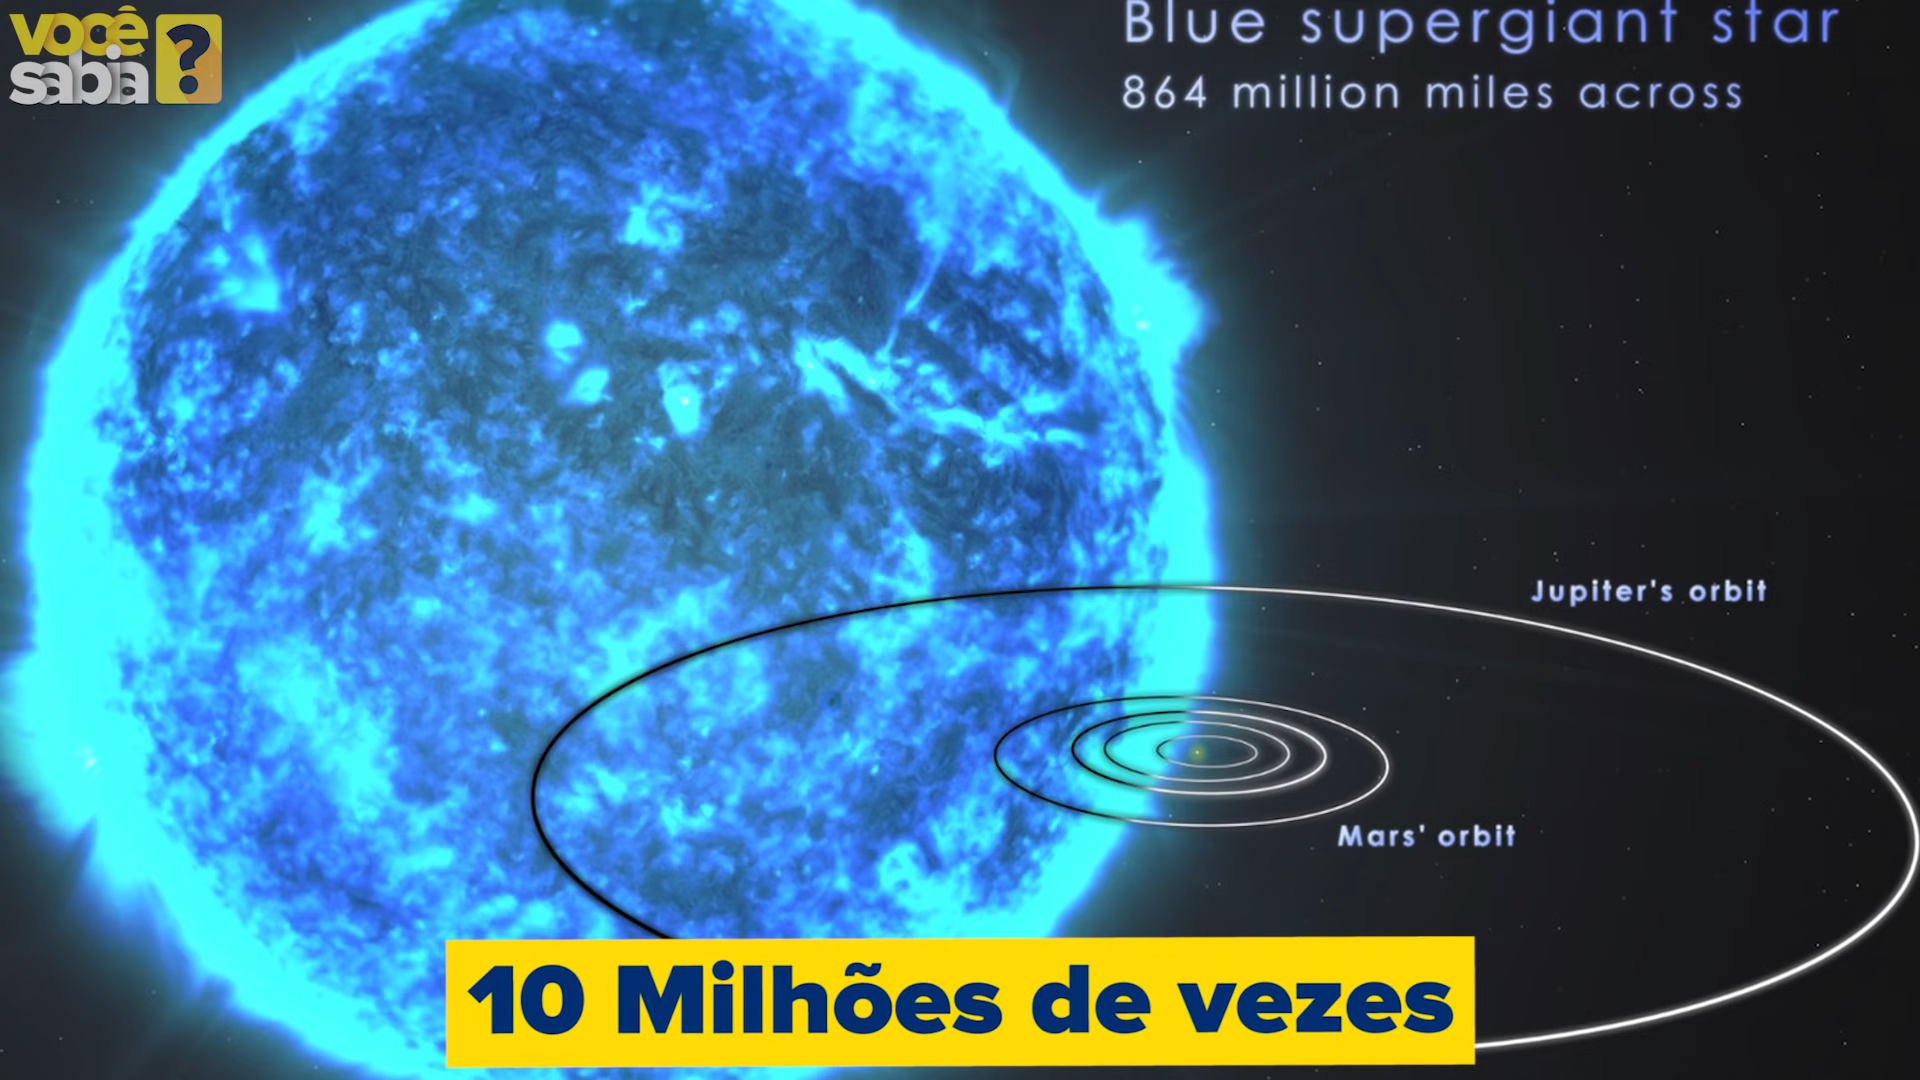 você
sabia ?
Blue supergiant star
864 million miles across
Jupiter's orbit
Mars' orbit
10 Milhões de vezes